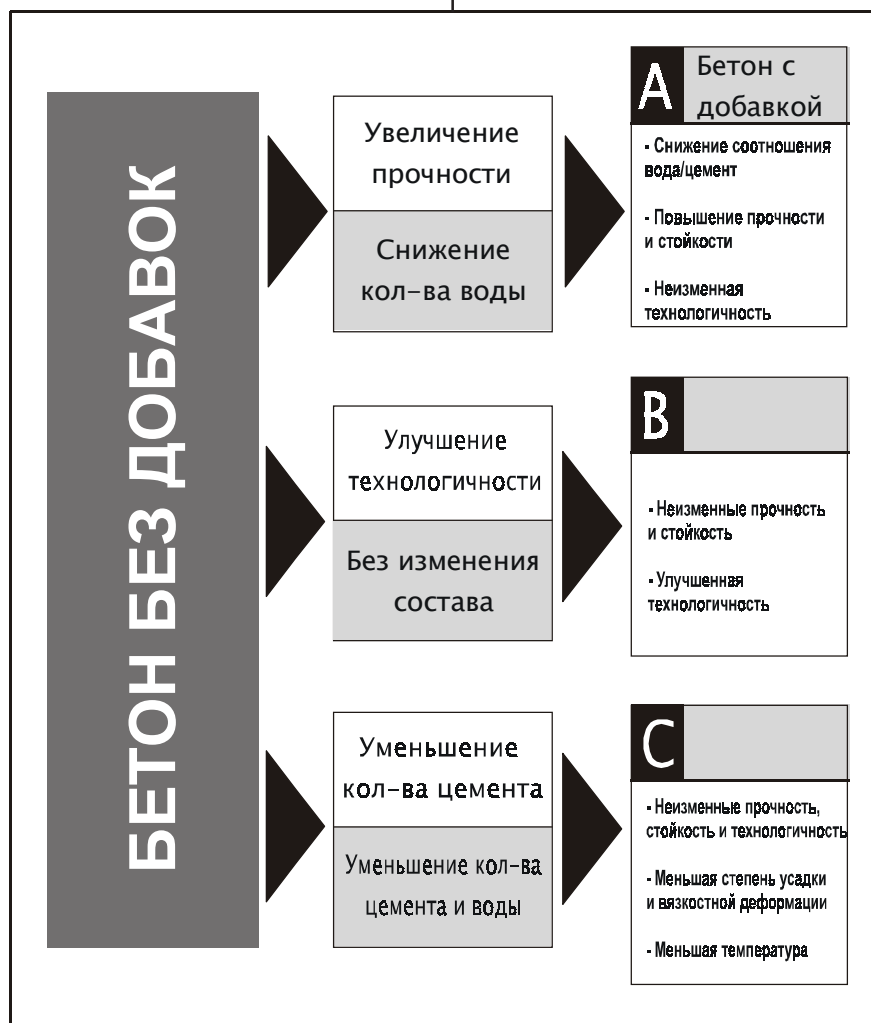 БЕТОН БЕЗ ДОБАВОК
Увеличение
прочности
Снижение
кол-ва воды
A
Бетон с
добавкой
- Снижение соотношения
вода/цемент
- Повышение прочности
и стойкости
- Неизменная
технологичность
Улучшение
технологичности
Без изменения
состава
B
- Неизменные прочность
и стойкость
- Улучшенная
технологичность
Уменьшение
кол-ва цемента
Уменьшение кол-ва
цемента и воды
C
- Неизменные прочность,
стойкость и технологичность
- Меньшая степень усадки
и вязкостной деформации
- Меньшая температура